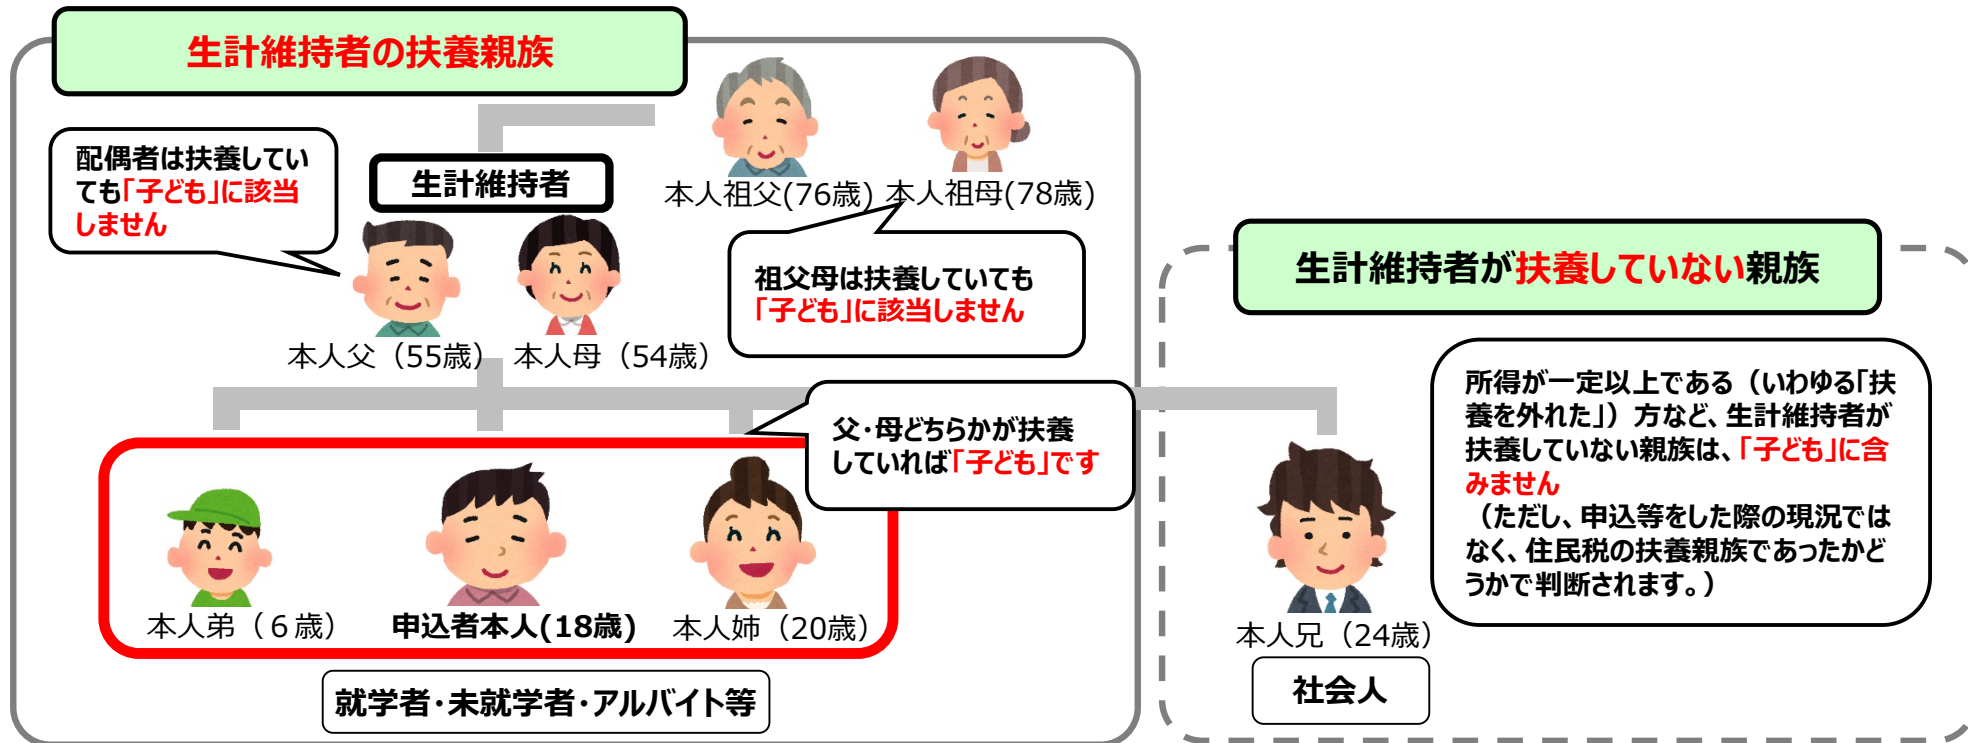 生計維持者の扶養親族
配偶者は扶養してい
ても「子ども」に該当
しません
生計維持者
本人祖父(76歳)
本人祖母(78歳)
祖父母は扶養していても
「子ども」に該当しません
本人父（55歳）
本人母（54歳）
父・母どちらかが扶養
していれば「子ども」です
本人弟（６歳）
申込者本人(18歳)
本人姉（20歳）
就学者・未就学者・アルバイト等
生計維持者が扶養していない親族
所得が一定以上である（いわゆる「扶
養を外れた」）方など、生計維持者が
扶養していない親族は、「子ども」に含
みません
（ただし、申込等をした際の現況では
なく、住民税の扶養親族であったかど
うかで判断されます。）
本人兄（24歳）
社会人